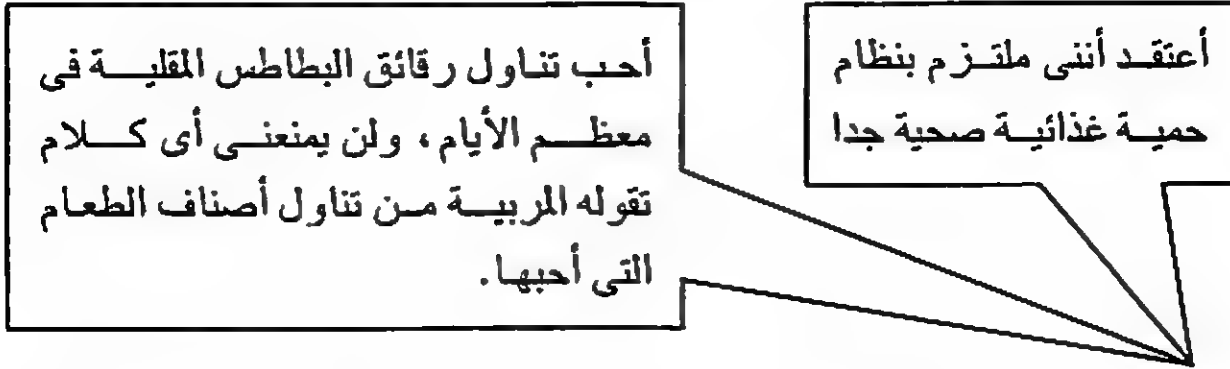 أعتقد أننى ملتزم بنظام
حمية غذائية صحية جدا
أحب تناول رقائق البطاطس المقلية فى
معظم الأيام، ولن يمنعنى أى كلام
تقوله المربية من تناول أصناف الطعام
التى أحبها.